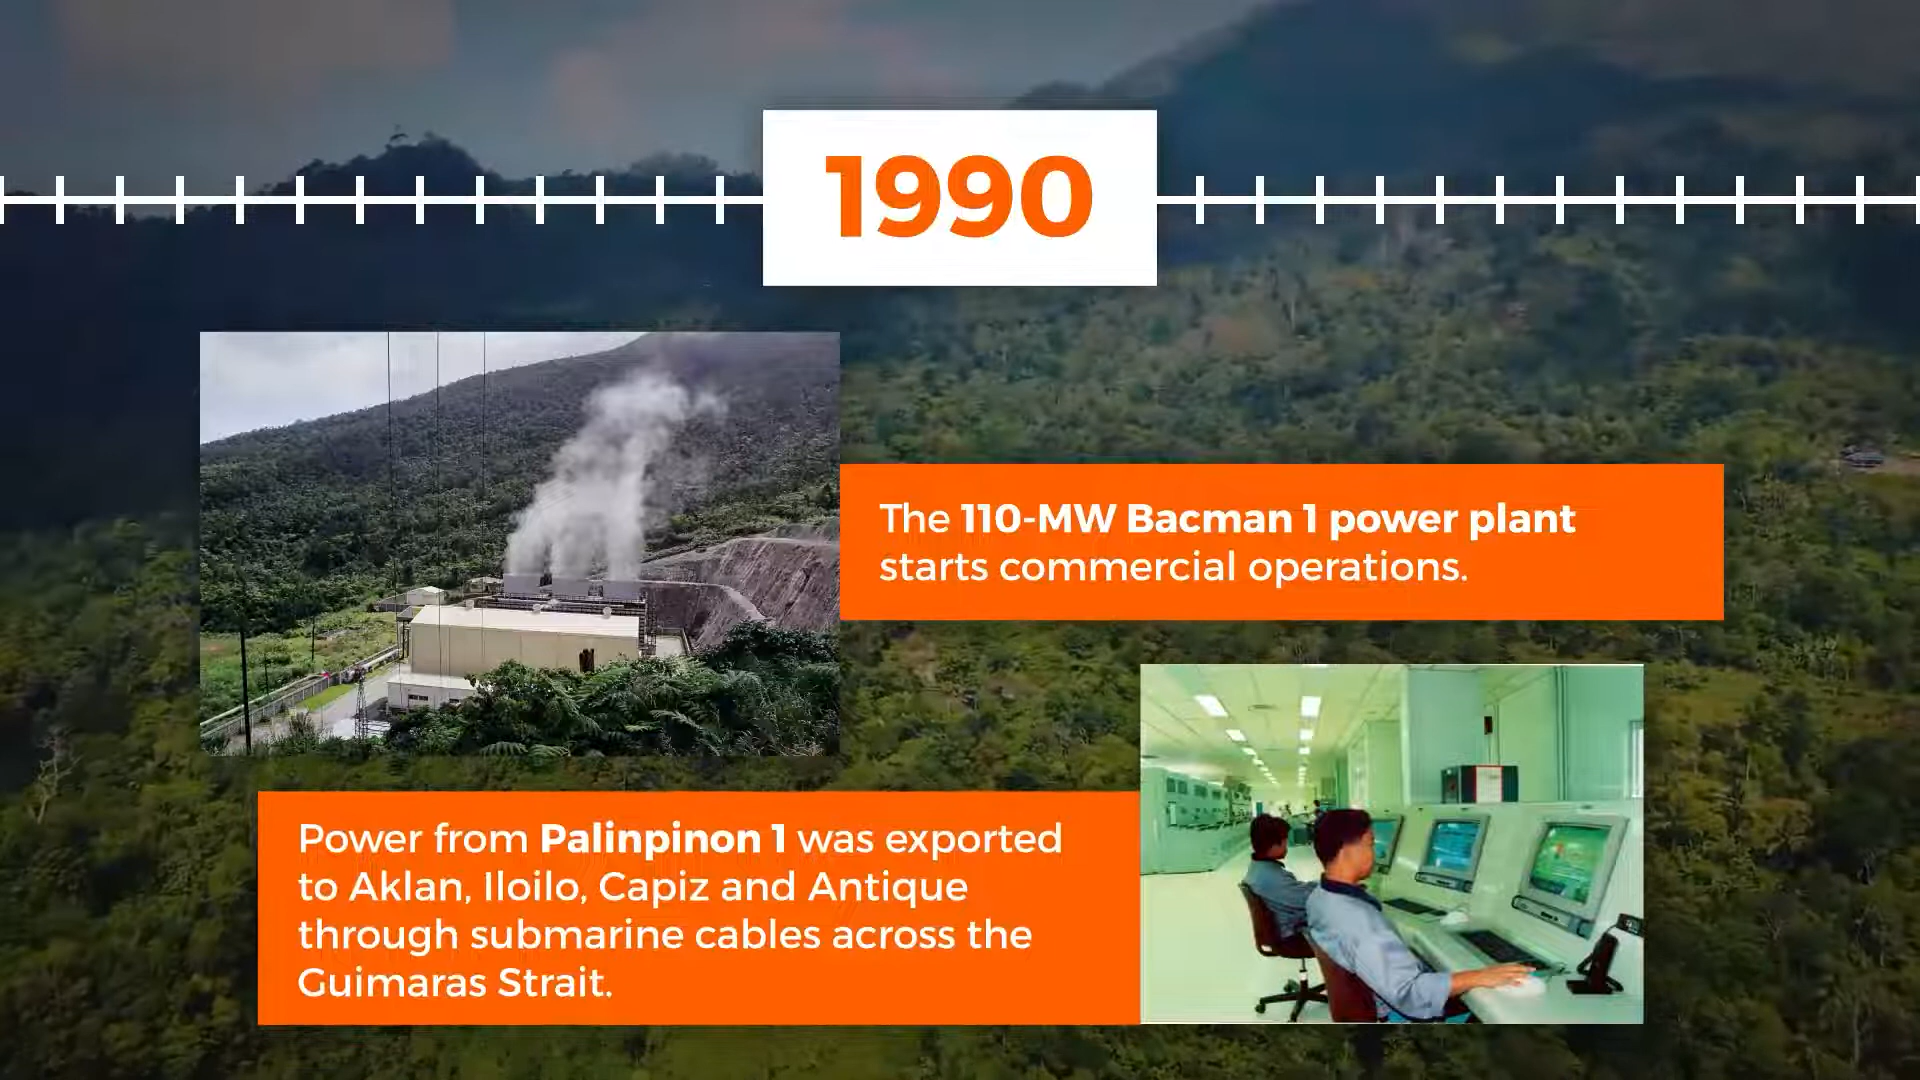 1990
The 110-MW Bacman 1 power plant
starts commercial operations.
Power from Palinpinon 1 was exported
to Aklan, Iloilo, Capiz and Antique
through submarine cables across the
Guimaras Strait.